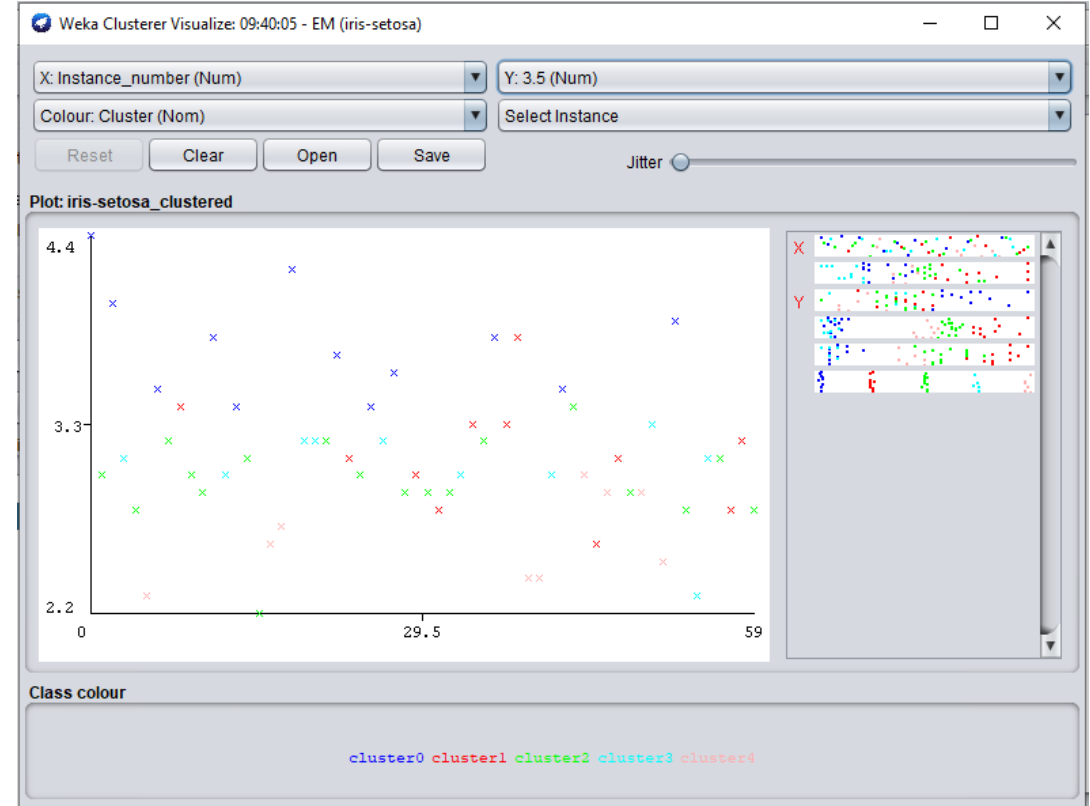 Weka Clusterer Visualize: 09:40:05 - EM (iris-setosa)
X: Instance_number (Num) Y: 3.5 (Num)
Colour: Cluster (Nom) Select Instance
Reset Clear Open Save Jitter
Plot: iris-setosa_clustered
4.4
X
Y
3.3
2.2
0 29.5 59
Class colour
cluster0 cluster1 cluster2 cluster3 cluster4